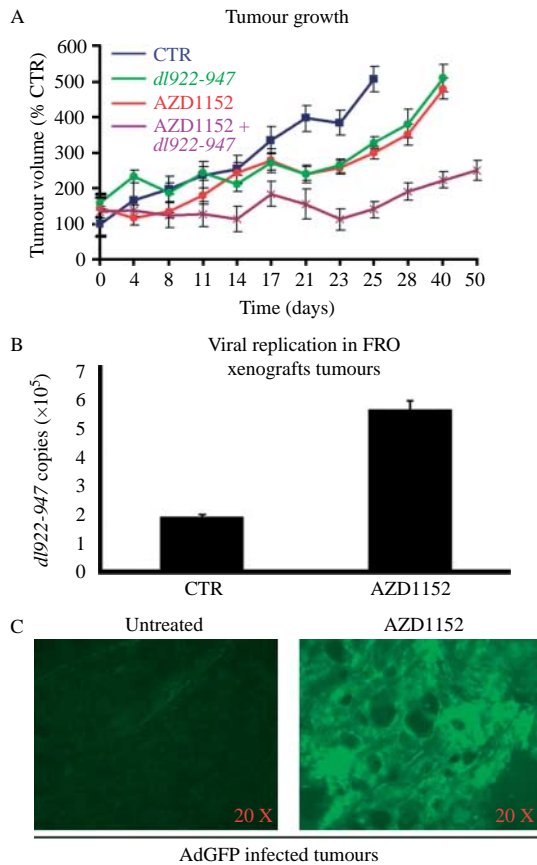 A
Tumour growth
CTR
dl922-947
AZD1152
AZD1152 +
dl922-947
Tumour volume (% CTR)
600
500
400
300
200
100
0
0 4 8 11 14 17 21 23 25 28 40 50
Time (days)
B
Viral replication in FRO
xenografts tumours
dl922-947 copies (×10⁵)
7
6
5
4
3
2
1
0
CTR AZD1152
C
Untreated AZD1152
20 X 20 X
AdGFP infected tumours